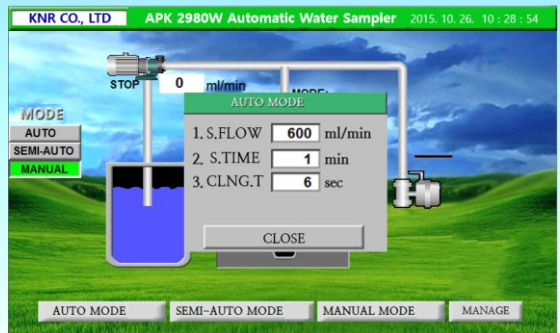 KNR CO., LTD
APK 2980W Automatic Water Sampler
2015. 10. 26. 10 : 28 : 54
STOP
0 ml/min
MODE
AUTO
SEMI-AUTO
MANUAL
AUTO MODE
1. S.FLOW 600 ml/min
2. S.TIME 1 min
3. CLNG.T 6 sec
CLOSE
AUTO MODE
SEMI-AUTO MODE
MANUAL MODE
MANAGE